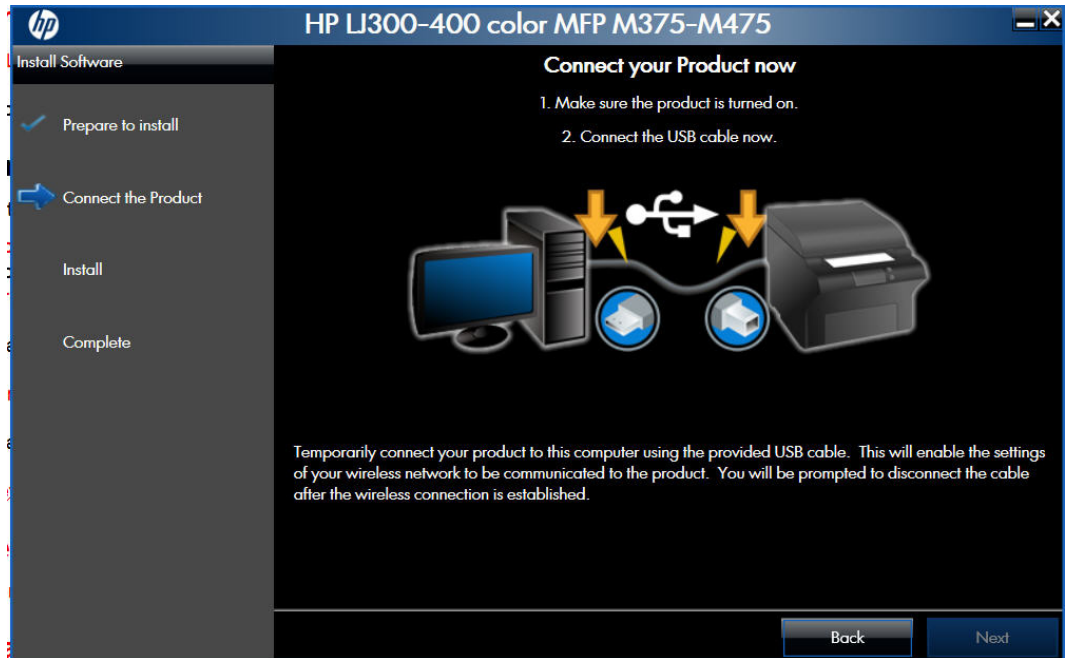 hp
HP LJ300-400 color MFP M375-M475
Install Software
Prepare to install
Connect the Product
Install
Complete
Connect your Product now
1. Make sure the product is turned on.
2. Connect the USB cable now.
Temporarily connect your product to this computer using the provided USB cable. This will enable the settings
of your wireless network to be communicated to the product. You will be prompted to disconnect the cable
after the wireless connection is established.
Back
Next